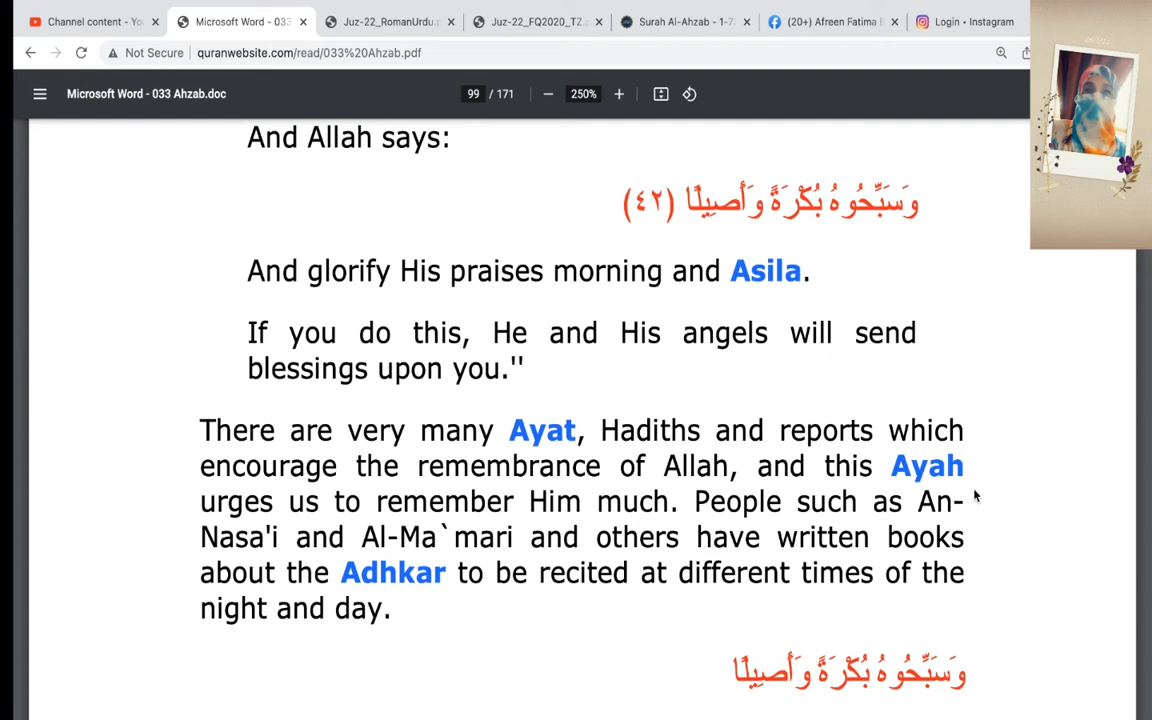 Channel content - Yo
Microsoft Word - 033
Juz-22_RomanUrdu.p
Juz-22_FQ2020_TZ.
Surah Al-Ahzab - 1-7
(20+) Afreen Fatima
Login • Instagram
Not Secure
quranwebsite.com/read/033%20Ahzab.pdf
Microsoft Word - 033 Ahzab.doc
99 / 171
250%
And Allah says:
وَسَبِّحُوهُ بُكْرَةً وَأَصِيلًا (٤٢)
And glorify His praises morning and Asila.
If you do this, He and His angels will send
blessings upon you.''
There are very many Ayat, Hadiths and reports which
encourage the remembrance of Allah, and this Ayah
urges us to remember Him much. People such as An-
Nasa'i and Al-Ma`mari and others have written books
about the Adhkar to be recited at different times of the
night and day.
وَسَبِّحُوهُ بُكْرَةً وَأَصِيلًا